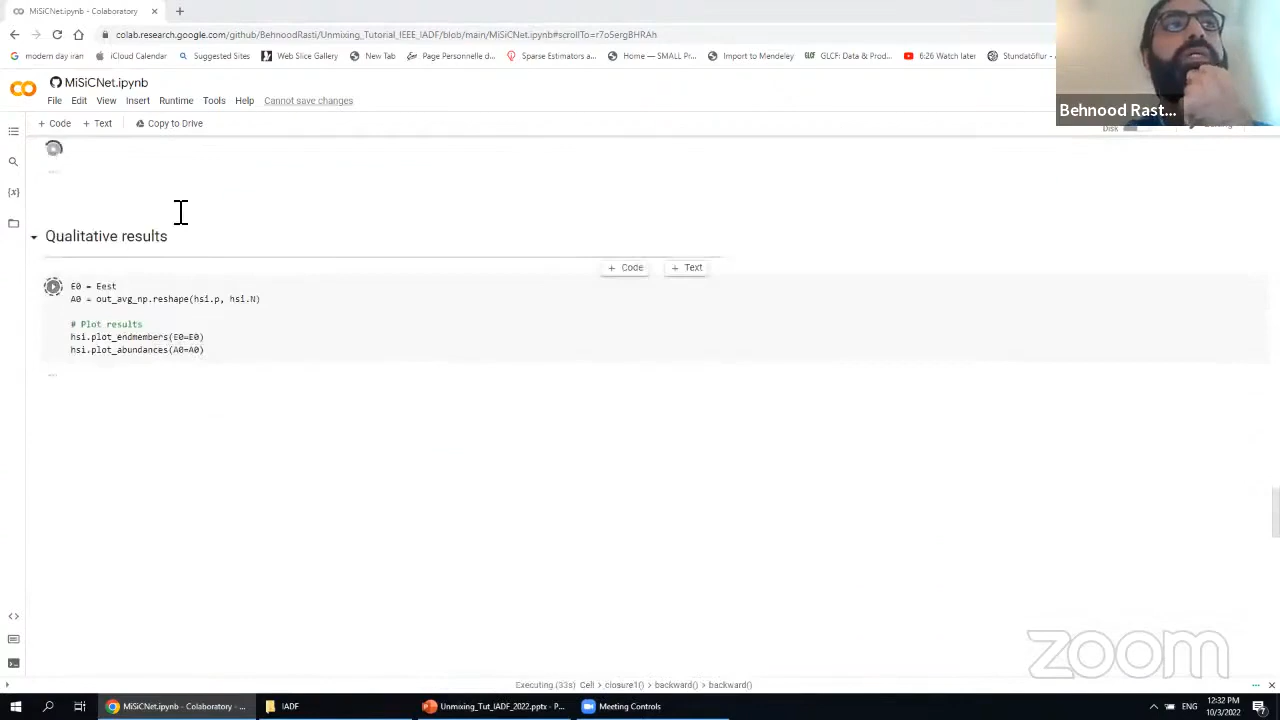 MiSiCNet - Colaboratory
colab.research.google.com/github/BehnoodRasti/Unmixing_Tutorial_IEEE_IADF/blob/main/MiSiCNet.ipynb#scrollTo=r7oSergBHRAh
modern day iran
iCloud Calendar
Suggested Sites
Web Slice Gallery
New Tab
Page Personnelle d...
Sparse Estimators a...
Home — SMALL Pr...
Import to Mendeley
GLCF: Data & Prod...
6:26 Watch later
Stundatöflur -
MiSiCNet.ipynb
File Edit View Insert Runtime Tools Help Cannot save changes
Behnood Rast...
+ Code + Text Copy to Drive
Disk
Editing
{x}
Qualitative results
+ Code + Text
E0 = Eest
A0 = out_avg_np.reshape(hsi.p, hsi.N)
# Plot results
hsi.plot_endmembers(E0=E0)
hsi.plot_abundances(A0=A0)
zoom
Executing (33s) Cell > closure1() > backward() > backward()
MiSiCNet.ipynb - Colaboratory - ...
IADF
Unmxing_Tut_IADF_2022.pptx - P...
Meeting Controls
ENG
12:32 PM
10/3/2022